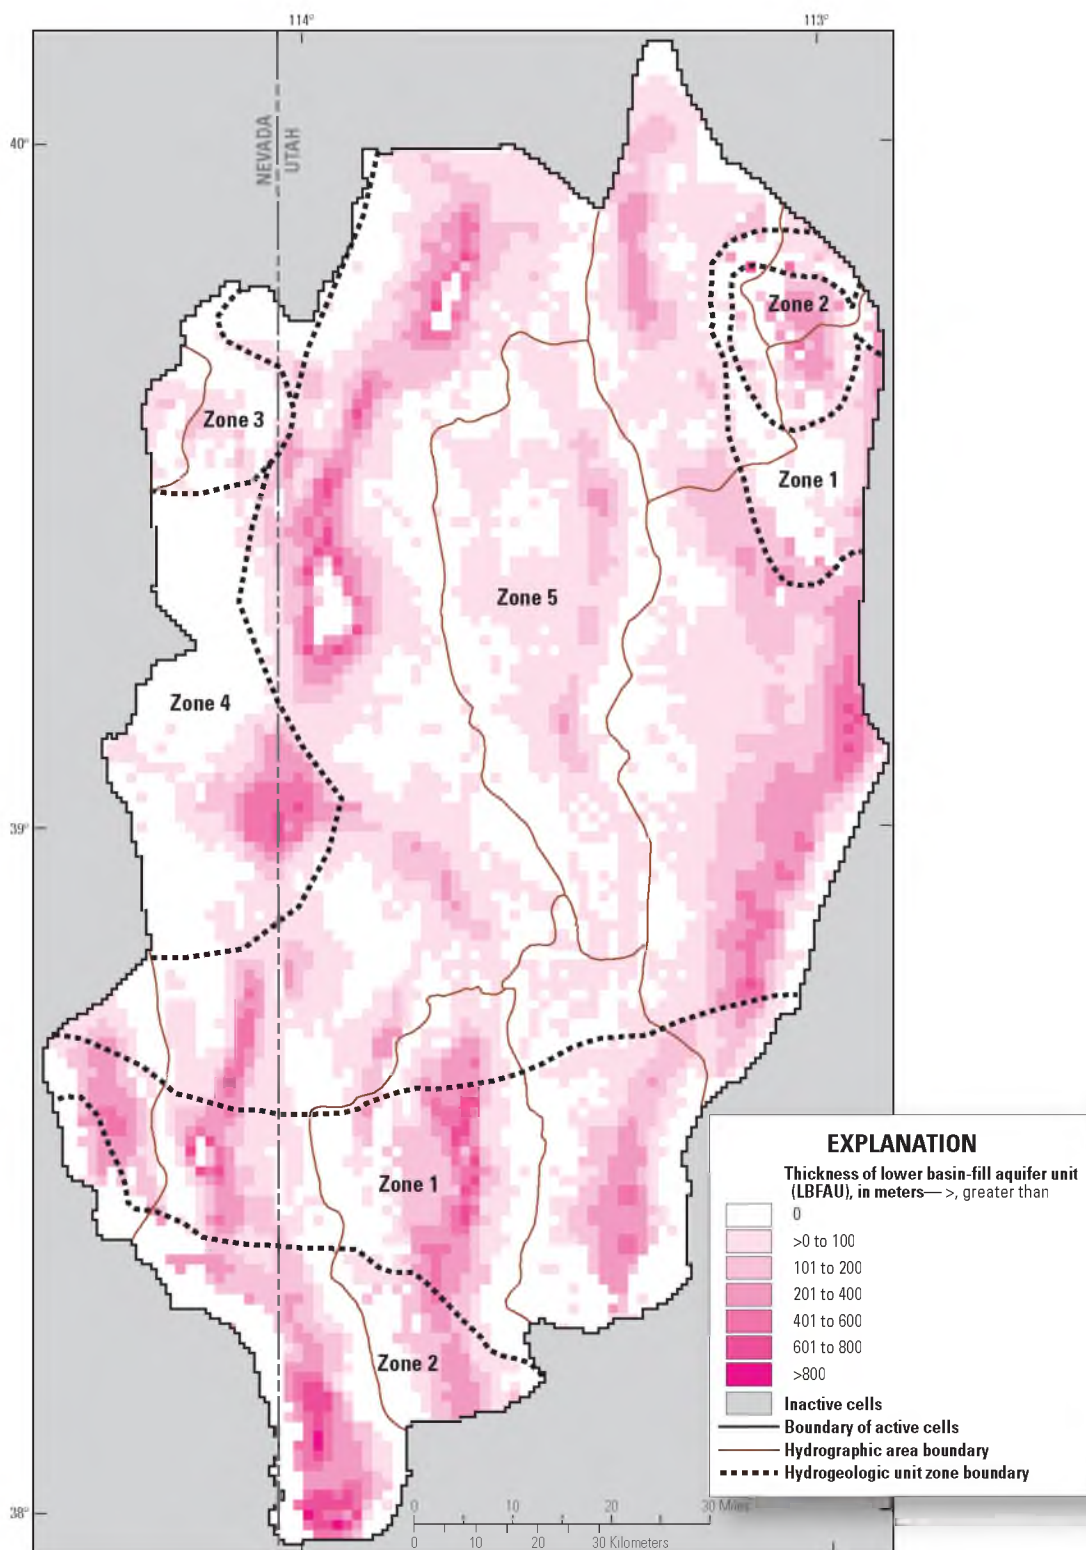 114°
113°
40°
NEVADA
UTAH
Zone 2
Zone 3
Zone 1
Zone 5
Zone 4
39°
Zone 1
Zone 2
38°
EXPLANATION
Thickness of lower basin-fill aquifer unit
(LBFAU), in meters— >, greater than
0
>0 to 100
101 to 200
201 to 400
401 to 600
601 to 800
>800
Inactive cells
Boundary of active cells
Hydrographic area boundary
Hydrogeologic unit zone boundary
0 10 20 30 Miles
0 10 20 30 Kilometers